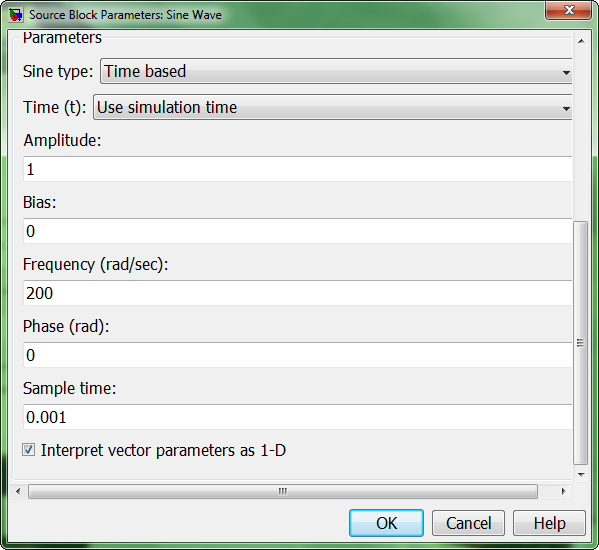 Source Block Parameters: Sine Wave
Parameters
Sine type: Time based
Time (t): Use simulation time
Amplitude:
1
Bias:
0
Frequency (rad/sec):
200
Phase (rad):
0
Sample time:
0.001
Interpret vector parameters as 1-D
OK Cancel Help